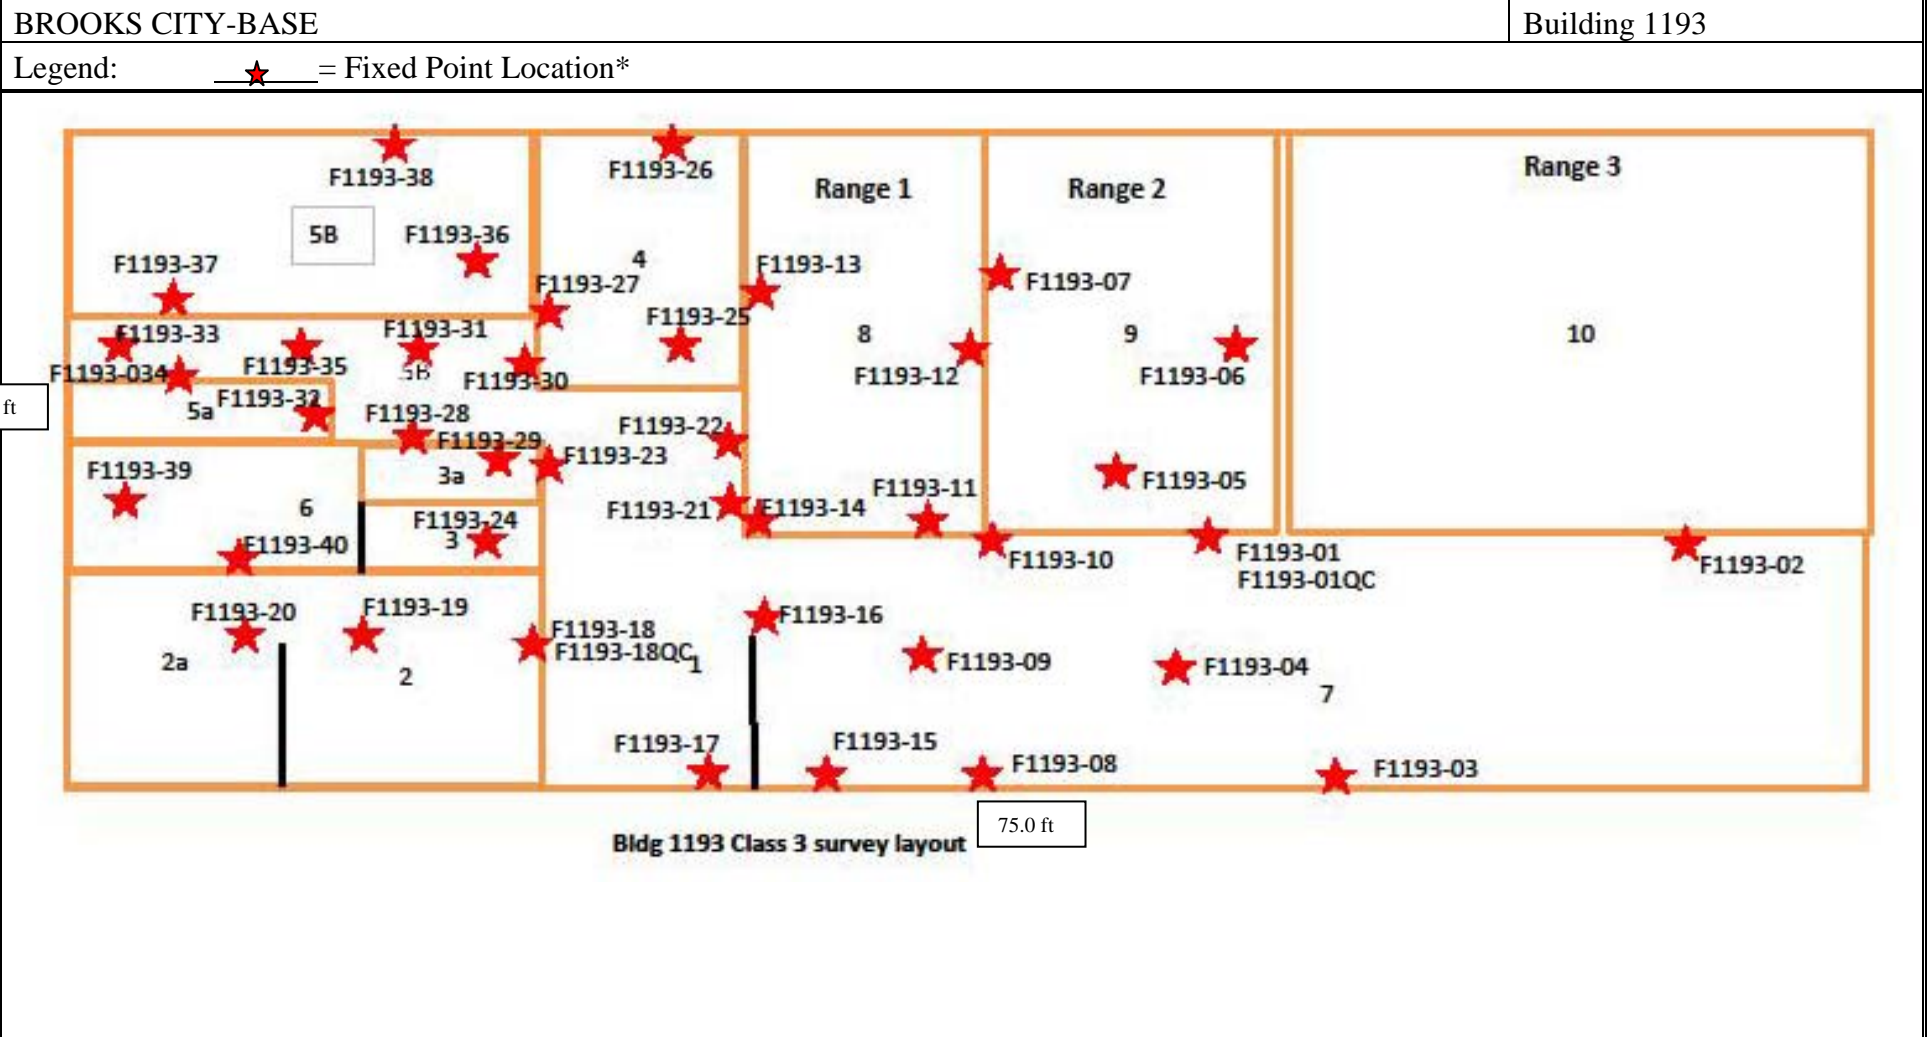 BROOKS CITY-BASE
Building 1193
Legend: = Fixed Point Location*
F1193-38
F1193-26
Range 1
Range 2
Range 3
5B
F1193-36
4
F1193-37
F1193-27
F1193-13
F1193-07
F1193-33
F1193-31
F1193-25
8
9
10
F1193-034
F1193-35
5B
F1193-30
F1193-12
F1193-06
ft
5a
F1193-32
F1193-28
F1193-22
F1193-29
F1193-23
F1193-39
3a
F1193-11
F1193-05
6
F1193-21
F1193-14
F1193-24
3
F1193-40
F1193-10
F1193-01
F1193-01QC
F1193-02
F1193-20
F1193-19
F1193-16
F1193-18
F1193-18QC
1
2a
2
F1193-09
F1193-04
7
F1193-17
F1193-15
F1193-08
F1193-03
75.0 ft
Bldg 1193 Class 3 survey layout